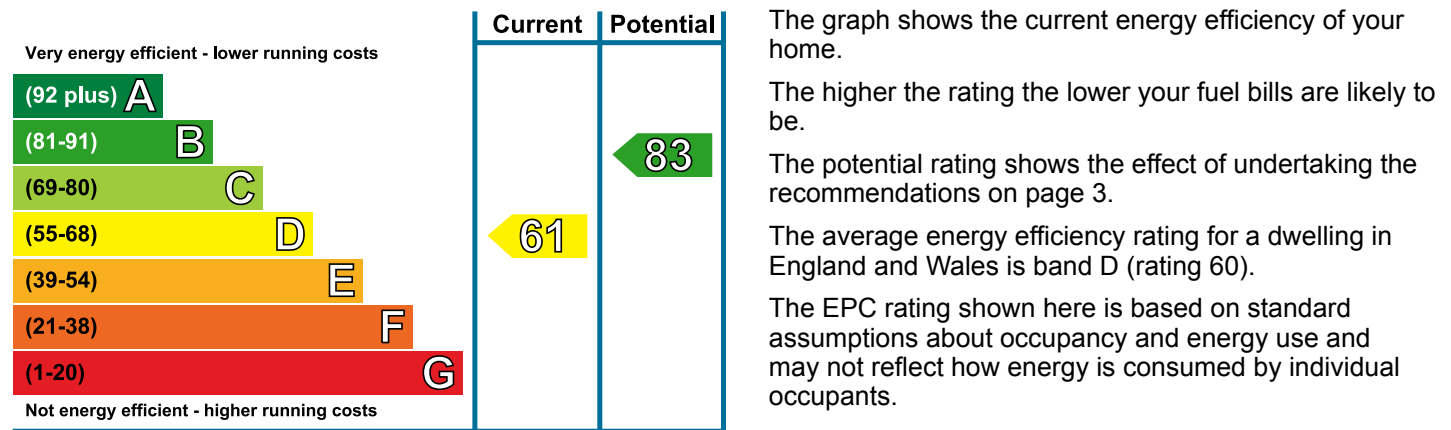 Current Potential
Very energy efficient - lower running costs
(92 plus) A
(81-91) B
83
(69-80) C
(55-68) D
61
(39-54) E
(21-38) F
(1-20) G
Not energy efficient - higher running costs
The graph shows the current energy efficiency of your
home.
The higher the rating the lower your fuel bills are likely to
be.
The potential rating shows the effect of undertaking the
recommendations on page 3.
The average energy efficiency rating for a dwelling in
England and Wales is band D (rating 60).
The EPC rating shown here is based on standard
assumptions about occupancy and energy use and
may not reflect how energy is consumed by individual
occupants.